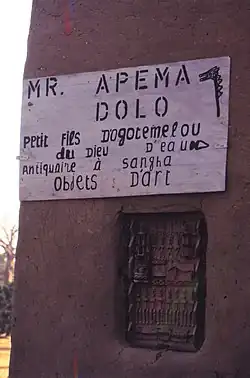 MR. APEMA
DOLO
Petit Fils Dogotemelou
du Dieu D'eau
Antiquaire à Sangha
Objets D'art